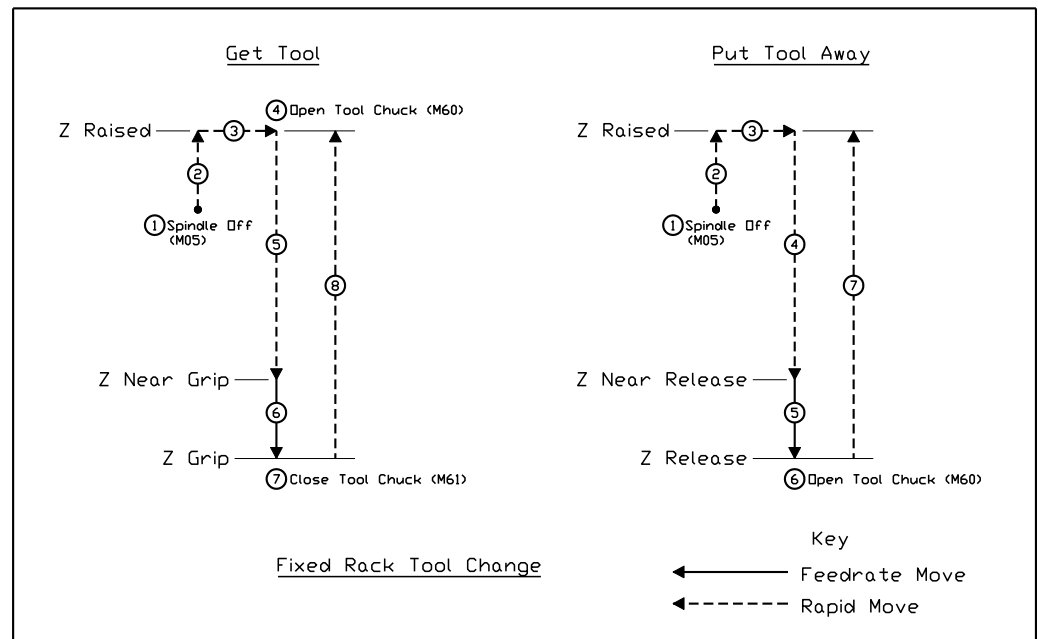 Get Tool
④ Open Tool Chuck (M60)
Z Raised
③
②
① Spindle Off
(M05)
⑤
⑧
Z Near Grip
⑥
Z Grip
⑦ Close Tool Chuck (M61)
Put Tool Away
Z Raised
③
②
① Spindle Off
(M05)
④
⑦
Z Near Release
⑤
Z Release
⑥ Open Tool Chuck (M60)
Fixed Rack Tool Change
Key
Feedrate Move
Rapid Move